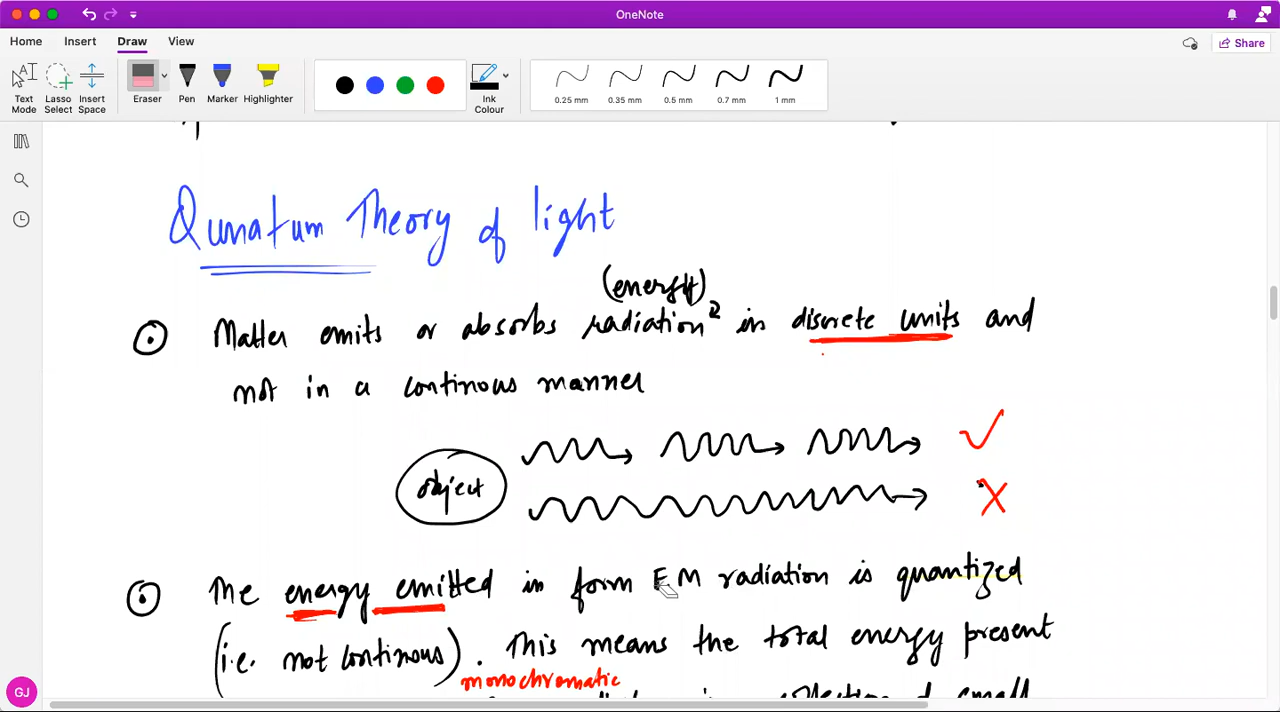 OneNote
Home Insert Draw View
Share
Text Mode
Lasso Select
Insert Space
Eraser
Pen
Marker
Highlighter
Ink Colour
0.25 mm 0.35 mm 0.5 mm 0.7 mm 1 mm
Qunatum Theory of light
(energy)
Matter emits or absorbs radiation in discrete units and
not in a continous manner
object
The energy emitted in form EM radiation is quantized
(i.e. not continous). This means the total energy present
monochromatic
collection of small
GJ